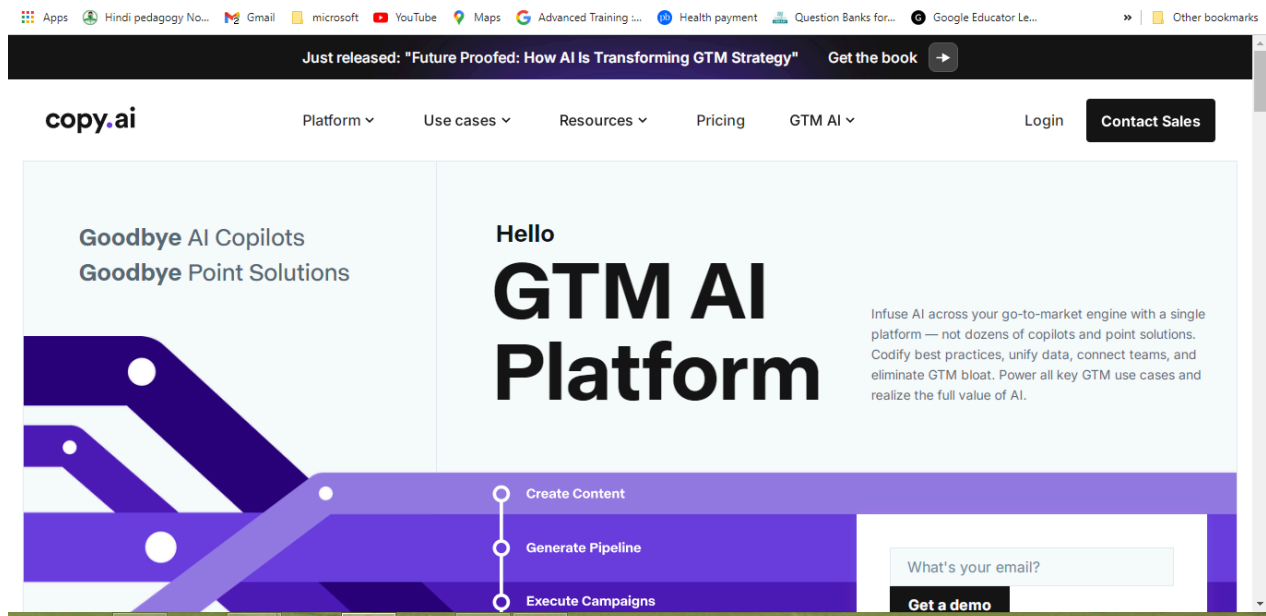 Apps Hindi pedagogy No... Gmail microsoft YouTube Maps Advanced Training :... Health payment Question Banks for... Google Educator Le... » Other bookmarks
Just released: "Future Proofed: How AI Is Transforming GTM Strategy" Get the book
copy.ai Platform Use cases Resources Pricing GTM AI Login Contact Sales
Goodbye AI Copilots
Goodbye Point Solutions
Hello
GTM AI
Platform
Infuse AI across your go-to-market engine with a single
platform — not dozens of copilots and point solutions.
Codify best practices, unify data, connect teams, and
eliminate GTM bloat. Power all key GTM use cases and
realize the full value of AI.
Create Content
Generate Pipeline
Execute Campaigns
What's your email?
Get a demo